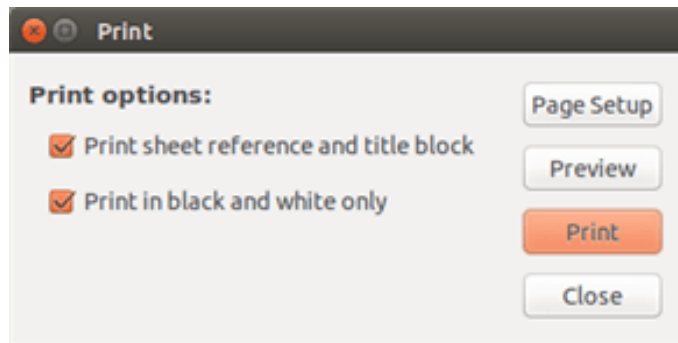 Print
Print options:
Print sheet reference and title block
Print in black and white only
Page Setup
Preview
Print
Close